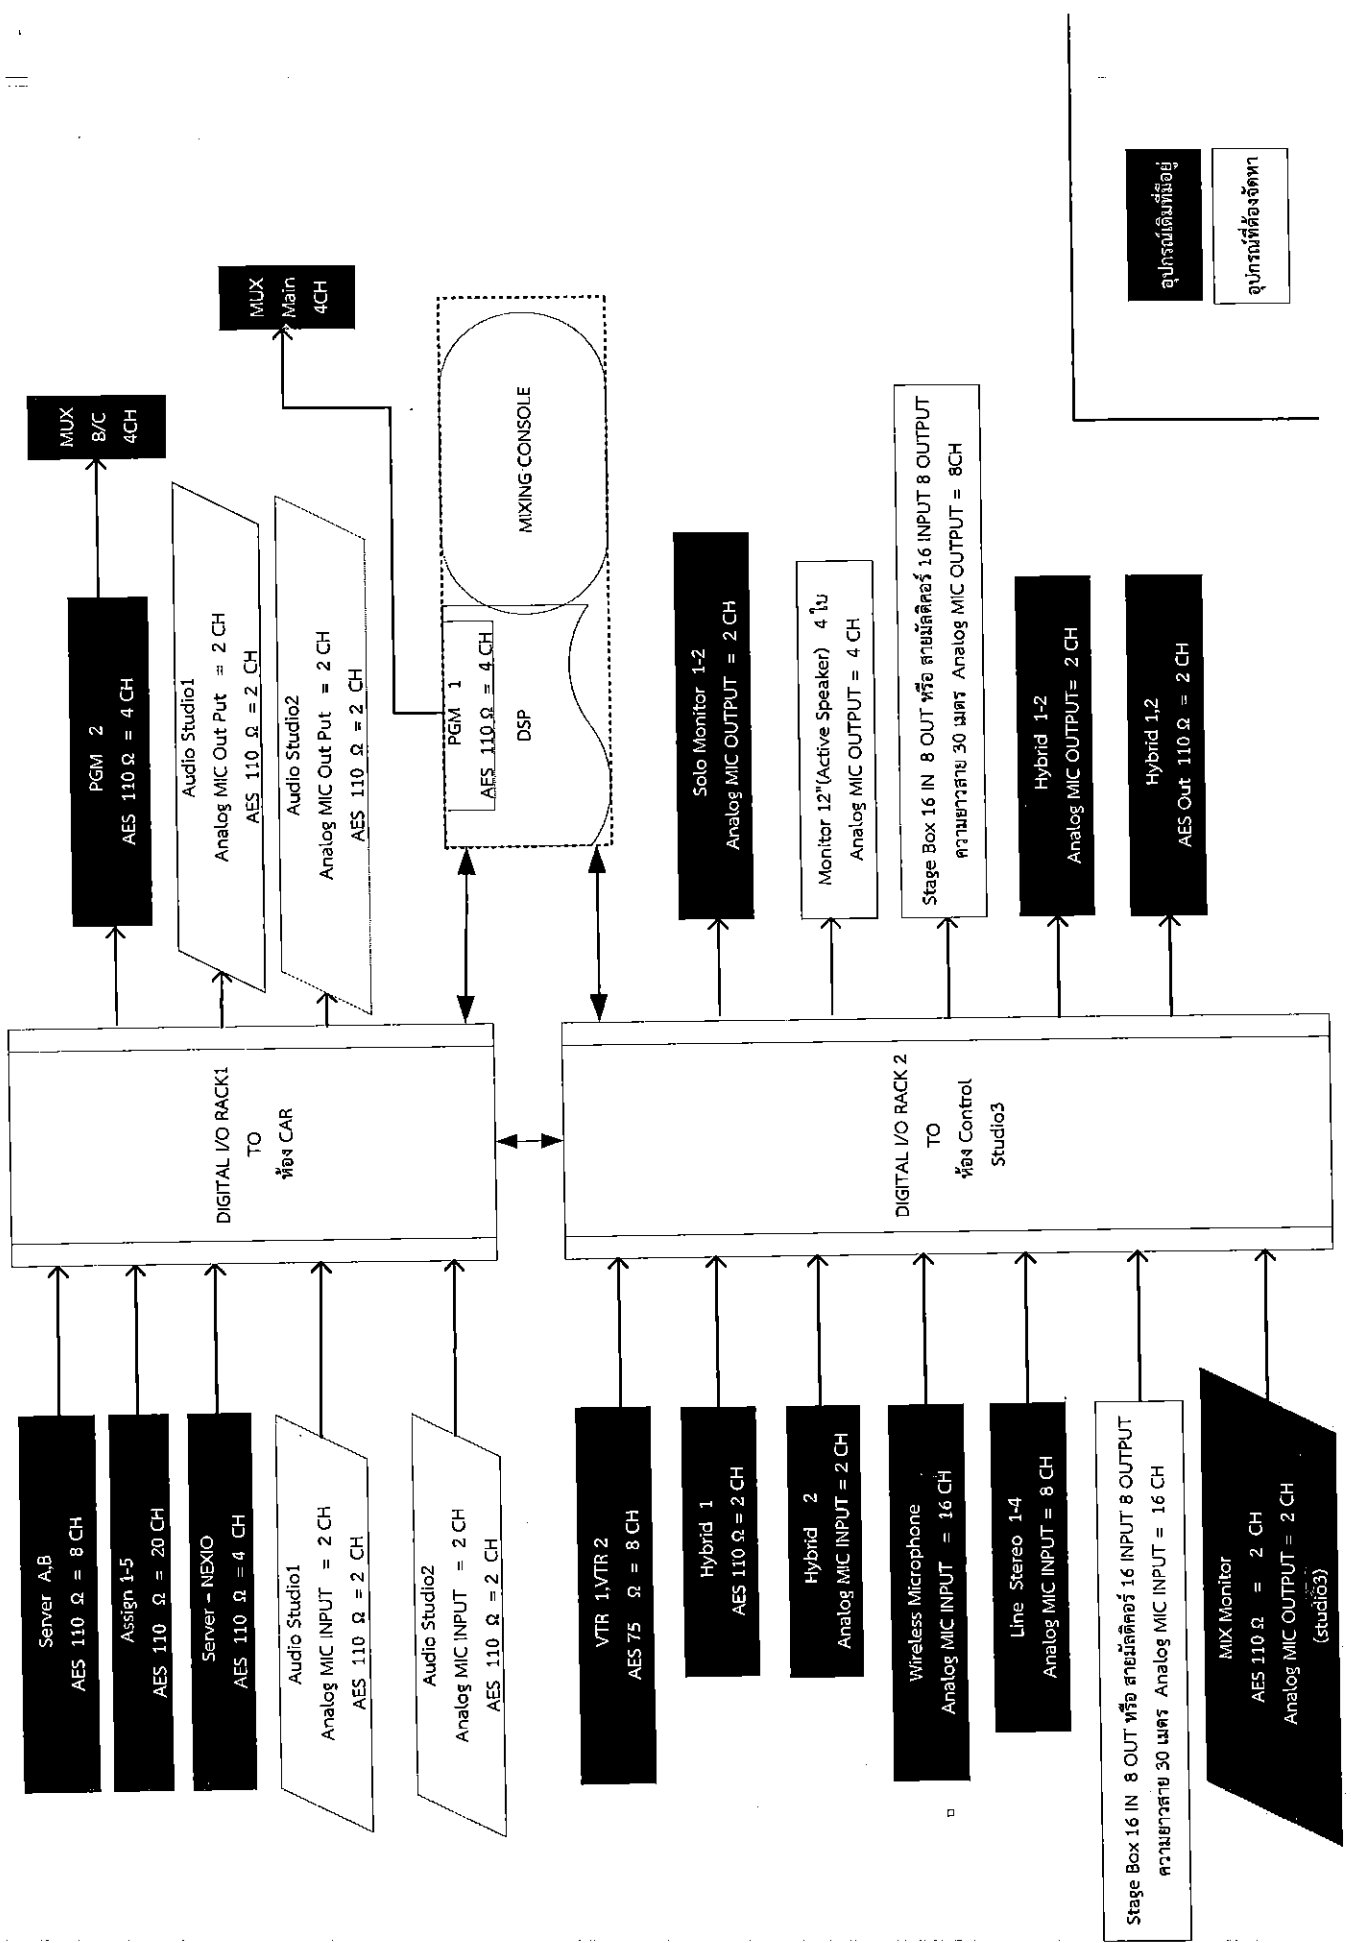 Server A,B
AES 110 Ω = 8 CH
Assign 1-5
AES 110 Ω = 20 CH
Server – NEXIO
AES 110 Ω = 4 CH
Audio Studio1
Analog MIC INPUT = 2 CH
AES 110 Ω = 2 CH
Audio Studio2
Analog MIC INPUT = 2 CH
AES 110 Ω = 2 CH
DIGITAL I/O RACK1
TO
ห้อง CAR
PGM 2
AES 110 Ω = 4 CH
MUX
B/C
4CH
Audio Studio1
Analog MIC Out Put = 2 CH
AES 110 Ω = 2 CH
Audio Studio2
Analog MIC Out Put = 2 CH
AES 110 Ω = 2 CH
MUX
Main
4CH
PGM 1
AES 110 Ω = 4 CH
DSP
MIXING CONSOLE
VTR 1,VTR 2
AES 75 Ω = 8 CH
Hybrid 1
AES 110 Ω = 2 CH
Hybrid 2
Analog MIC INPUT = 2 CH
Wireless Microphone
Analog MIC INPUT = 16 CH
Line Stereo 1-4
Analog MIC INPUT = 8 CH
Stage Box 16 IN 8 OUT หรือ สายมัลติคอร์ 16 INPUT 8 OUTPUT
ความยาวสาย 30 เมตร Analog MIC INPUT = 16 CH
MIX Monitor
AES 110 Ω = 2 CH
Analog MIC OUTPUT = 2 CH
(studio3)
DIGITAL I/O RACK 2
TO
ห้อง Control
Studio3
Solo Monitor 1-2
Analog MIC OUTPUT = 2 CH
Monitor 12"(Active Speaker) 4 ใบ
Analog MIC OUTPUT = 4 CH
Stage Box 16 IN 8 OUT หรือ สายมัลติคอร์ 16 INPUT 8 OUTPUT
ความยาวสาย 30 เมตร Analog MIC OUTPUT = 8CH
Hybrid 1-2
Analog MIC OUTPUT= 2 CH
Hybrid 1,2
AES Out 110 Ω = 2 CH
อุปกรณ์เดิมที่มีอยู่
อุปกรณ์ที่ต้องจัดหา